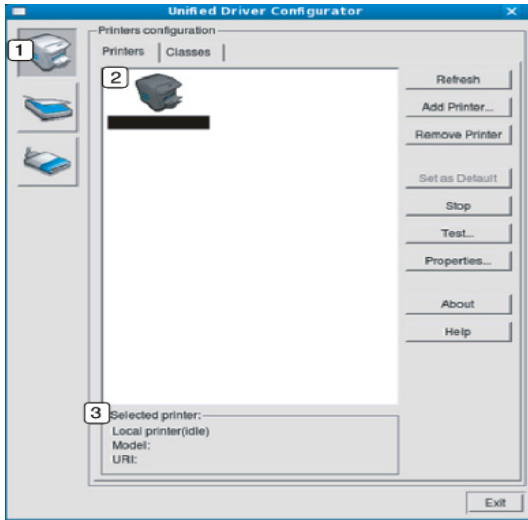 Unified Driver Configurator
Printers configuration
1
Printers
Classes
2
Refresh
Add Printer...
Remove Printer
Set as Default
Stop
Test...
Properties...
About
Help
3
Selected printer:
Local printer(idle)
Model:
URI:
Exit